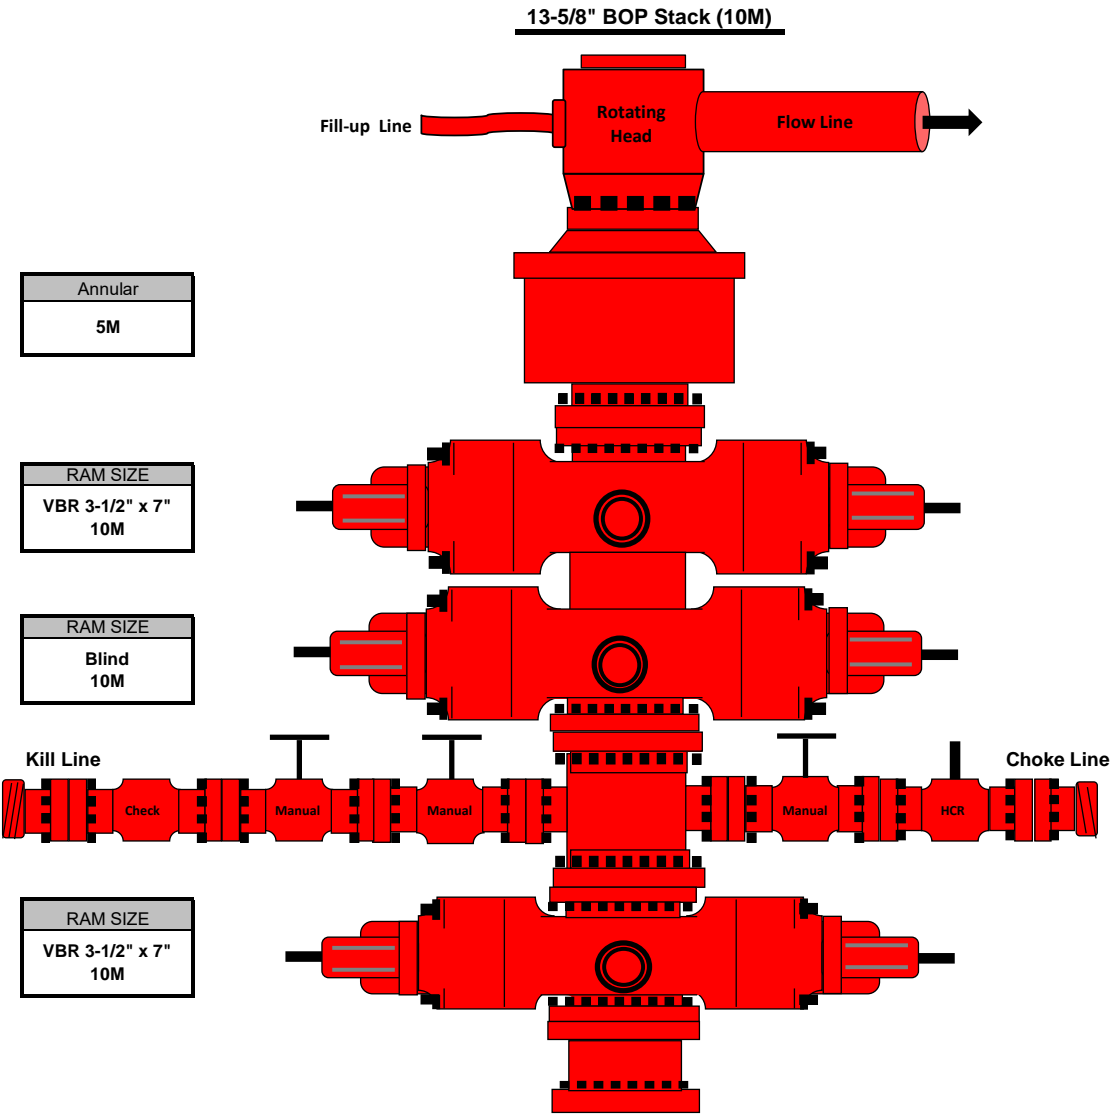 13-5/8" BOP Stack (10M)
Rotating
Head
Flow Line
Fill-up Line
Annular
5M
RAM SIZE
VBR 3-1/2" x 7"
10M
RAM SIZE
Blind
10M
Kill Line
Choke Line
Check
Manual
Manual
Manual
HCR
RAM SIZE
VBR 3-1/2" x 7"
10M